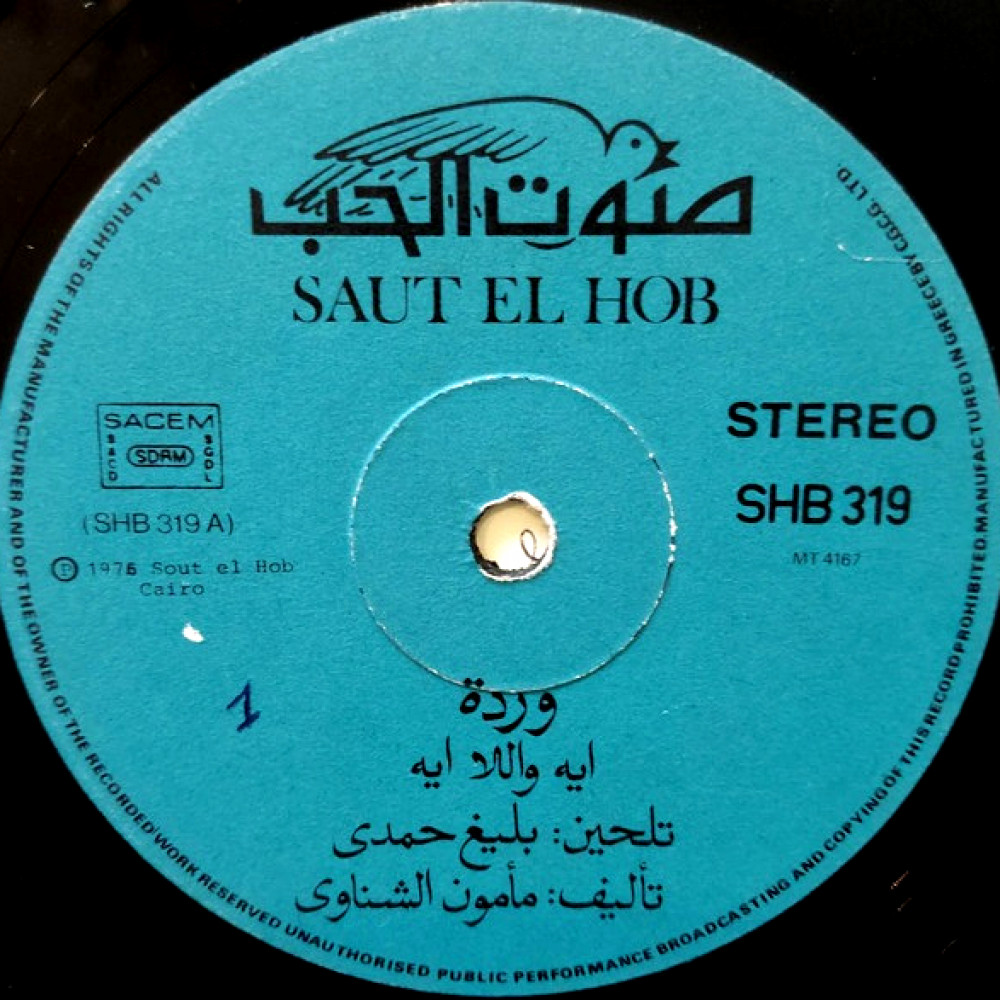 صوت الحب
SAUT EL HOB
SACEM
SACD
SDRM
SGDL
(SHB 319 A)
Ⓟ 1976 Sout el Hob
Cairo
STEREO
SHB 319
MT 4167
1
وردة
ايه واللا ايه
تلحين: بليغ حمدى
تأليف: مأمون الشناوى
ALL RIGHTS OF THE MANUFACTURER AND OF THE OWNER OF THE RECORDED WORK RESERVED UNAUTHORISED PUBLIC PERFORMANCE BROADCASTING AND COPYING OF THIS RECORD PROHIBITED. MANUFACTURED IN GREECE BY C.O.C.G. LTD.